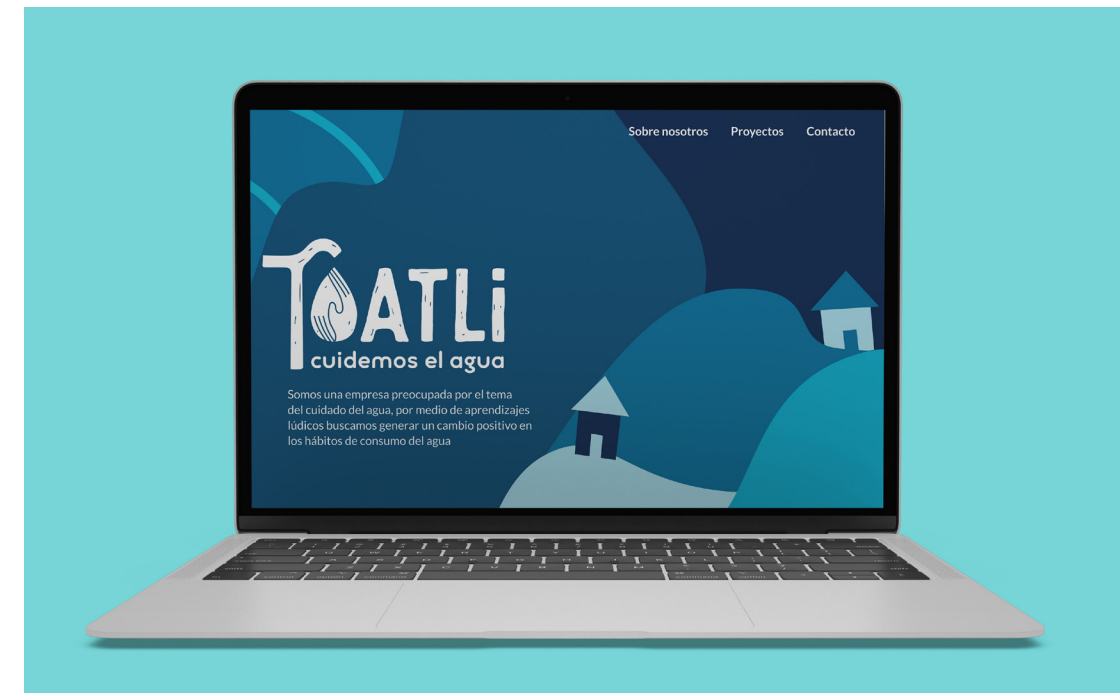 Sobre nosotros Proyectos Contacto
TOATLi
cuidemos el agua
Somos una empresa preocupada por el tema
del cuidado del agua, por medio de aprendizajes
lúdicos buscamos generar un cambio positivo en
los hábitos de consumo del agua